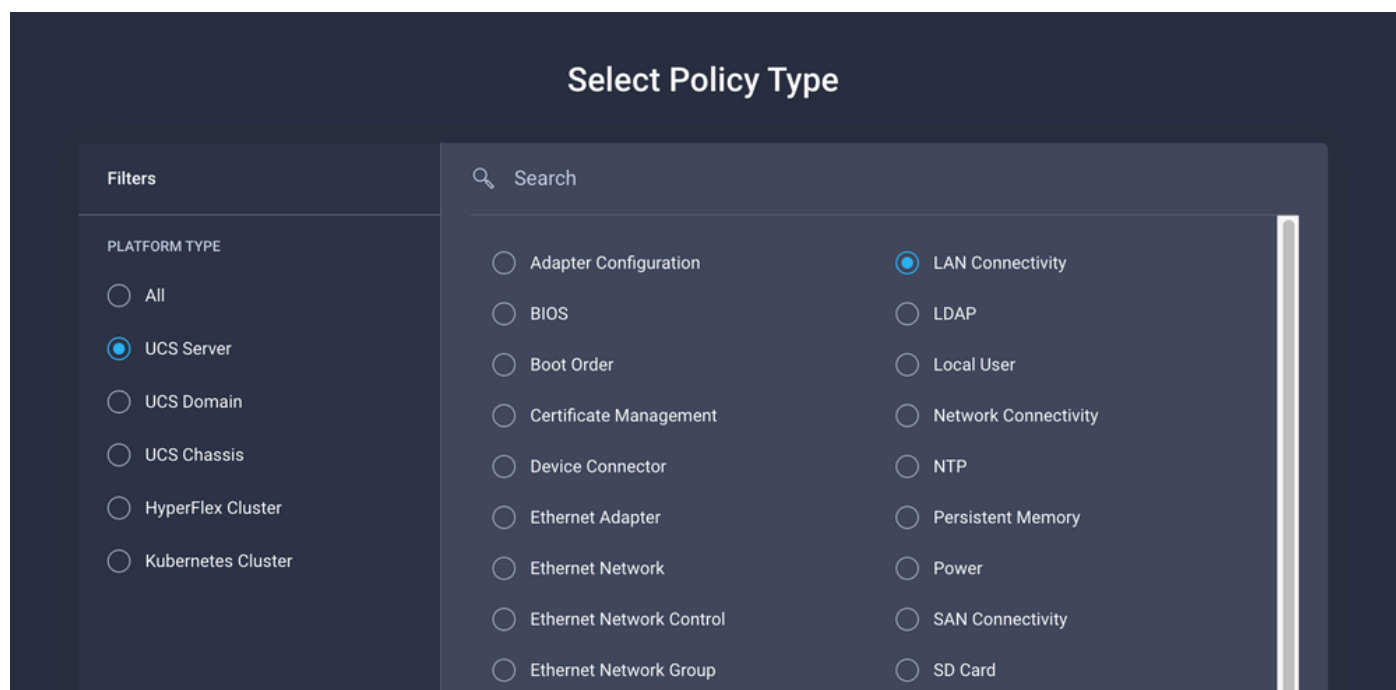 Select Policy Type
Filters
Search
PLATFORM TYPE
All
UCS Server
UCS Domain
UCS Chassis
HyperFlex Cluster
Kubernetes Cluster
Adapter Configuration
BIOS
Boot Order
Certificate Management
Device Connector
Ethernet Adapter
Ethernet Network
Ethernet Network Control
Ethernet Network Group
LAN Connectivity
LDAP
Local User
Network Connectivity
NTP
Persistent Memory
Power
SAN Connectivity
SD Card